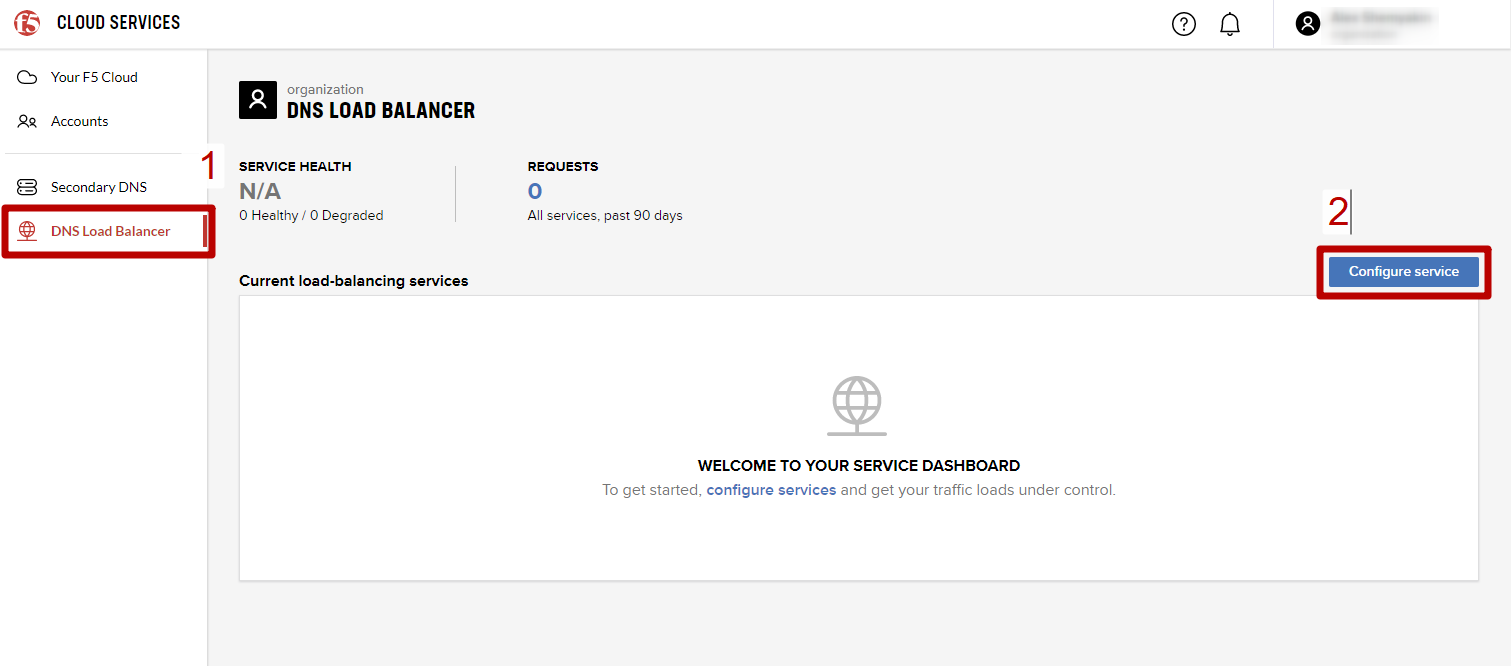 f5 CLOUD SERVICES
Your F5 Cloud
Accounts
1
Secondary DNS
DNS Load Balancer
organization
DNS LOAD BALANCER
SERVICE HEALTH
N/A
0 Healthy / 0 Degraded
REQUESTS
0
All services, past 90 days
2
Configure service
Current load-balancing services
WELCOME TO YOUR SERVICE DASHBOARD
To get started, configure services and get your traffic loads under control.